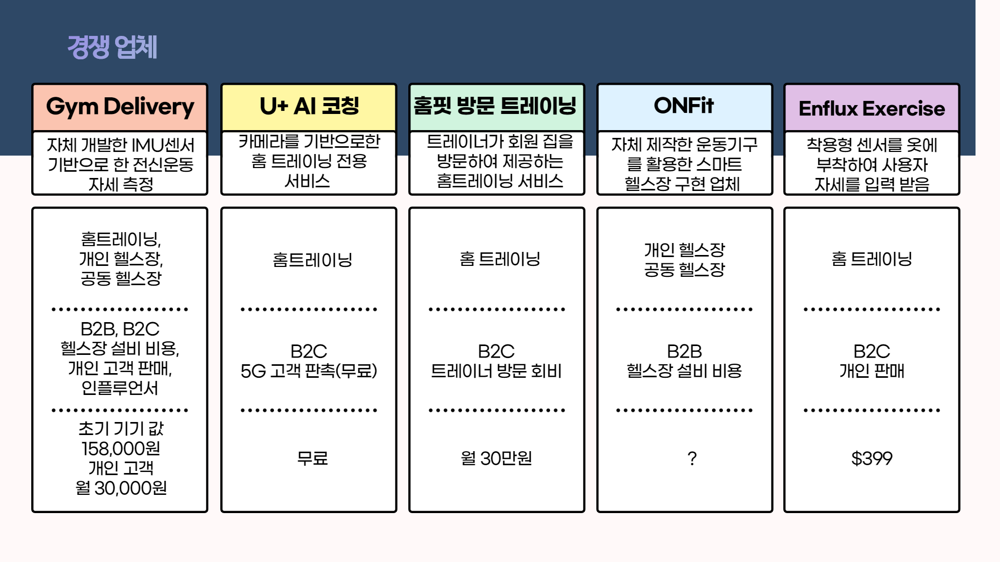 경쟁 업체
Gym Delivery
자체 개발한 IMU센서
기반으로 한 전신운동
자세 측정
홈트레이닝,
개인 헬스장,
공동 헬스장
B2B, B2C
헬스장 설비 비용,
개인 고객 판매,
인플루언서
초기 기기 값
158,000원
개인 고객
월 30,000원
U+ AI 코칭
카메라를 기반으로한
홈 트레이닝 전용
서비스
홈트레이닝
B2C
5G 고객 판촉(무료)
무료
홈핏 방문 트레이닝
트레이너가 회원 집을
방문하여 제공하는
홈트레이닝 서비스
홈 트레이닝
B2C
트레이너 방문 회비
월 30만원
ONFit
자체 제작한 운동기구
를 활용한 스마트
헬스장 구현 업체
개인 헬스장
공동 헬스장
B2B
헬스장 설비 비용
?
Enflux Exercise
착용형 센서를 옷에
부착하여 사용자
자세를 입력 받음
홈 트레이닝
B2C
개인 판매
$399